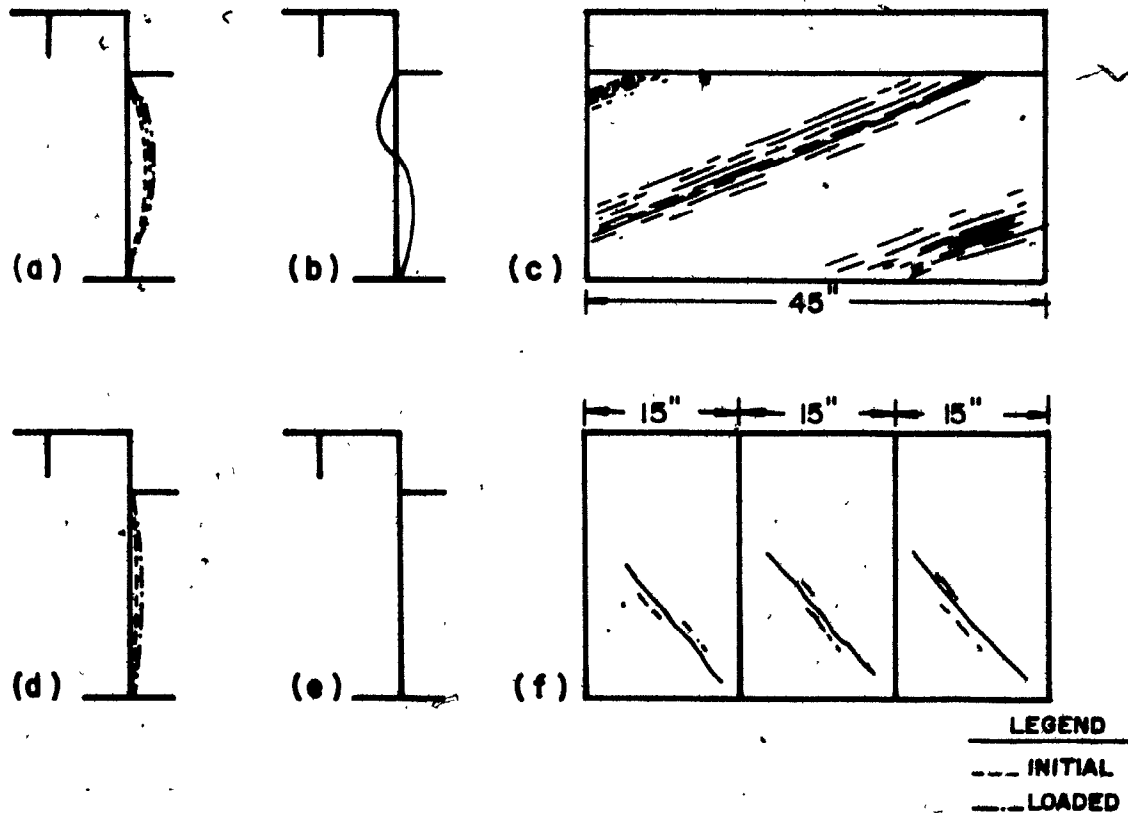 (a)
(b)
(c)
45"
15" 15" 15"
(d)
(e)
(f)
LEGEND
INITIAL
LOADED